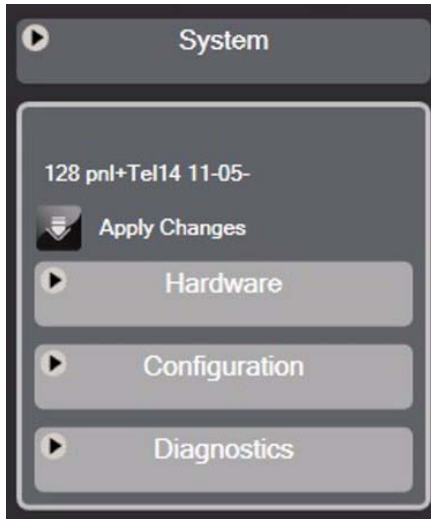 System
128 pnl+Tel14 11-05-
Apply Changes
Hardware
Configuration
Diagnostics